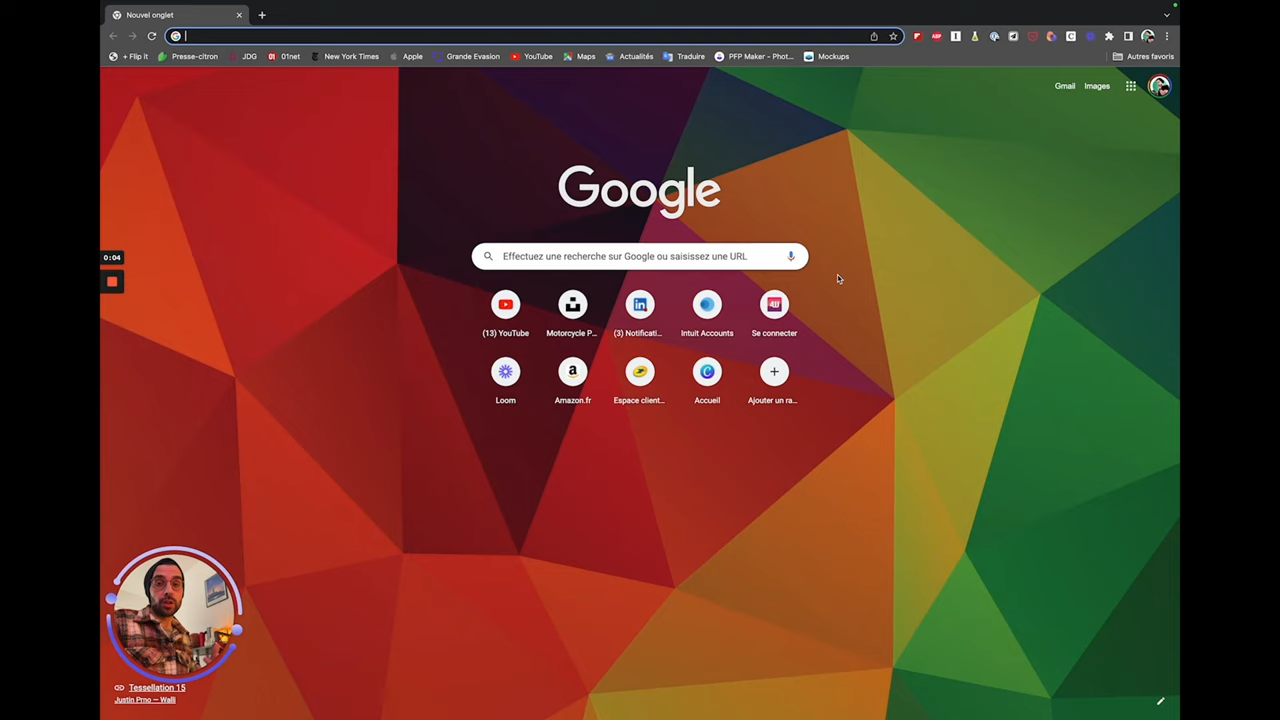 Nouvel onglet
+ Flip it
Presse-citron
JDG
01net
New York Times
Apple
Grande Evasion
YouTube
Maps
Actualités
Traduire
PFP Maker - Phot...
Mockups
Autres favoris
Gmail
Images
Google
0:04
Effectuez une recherche sur Google ou saisissez une URL
(13) YouTube
Motorcycle P...
(3) Notificati...
Intuit Accounts
Se connecter
Loom
Amazon.fr
Espace client...
Accueil
Ajouter un ra...
Tessellation 15
Justin Prno — Walli